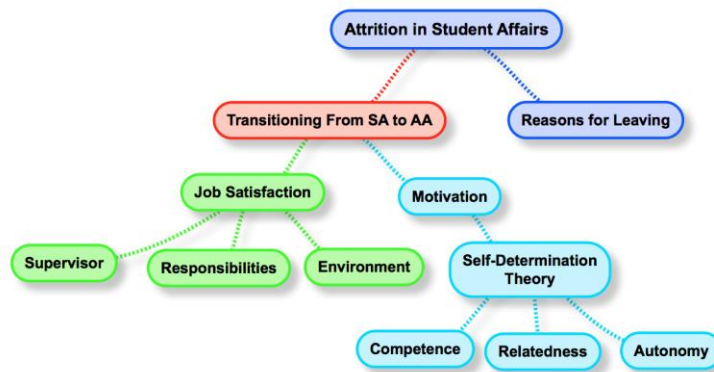 Attrition in Student Affairs
Transitioning From SA to AA
Reasons for Leaving
Job Satisfaction
Motivation
Supervisor
Responsibilities
Environment
Self-Determination
Theory
Competence
Relatedness
Autonomy